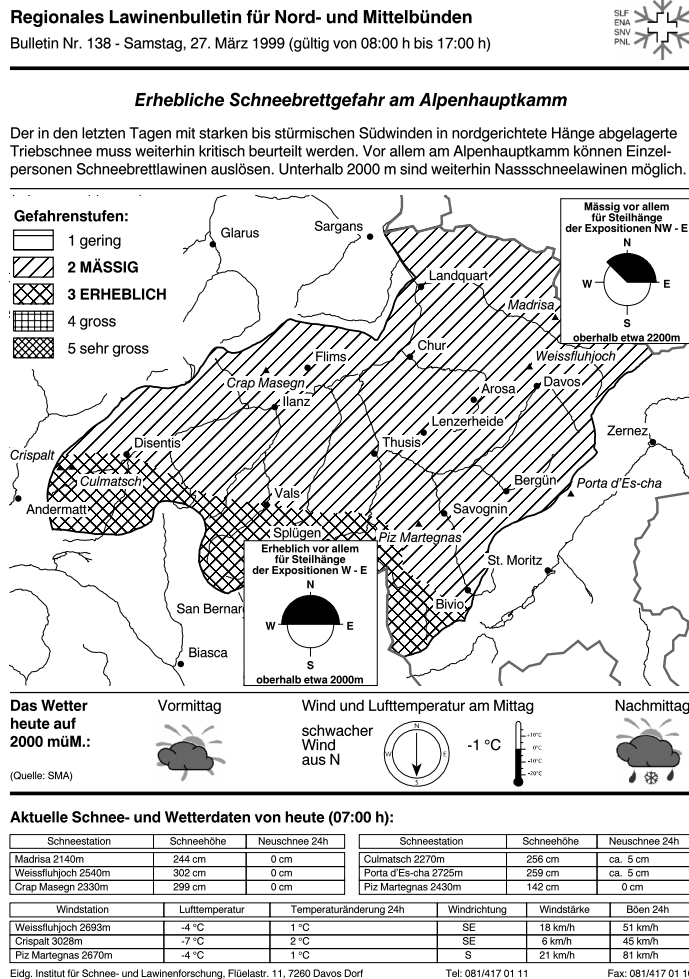 Regionales Lawinenbulletin für Nord- und Mittelbünden
Bulletin Nr. 138 - Samstag, 27. März 1999 (gültig von 08:00 h bis 17:00 h)
SLF
ENA
SNV
PNL
Erhebliche Schneebrettgefahr am Alpenhauptkamm
Der in den letzten Tagen mit starken bis stürmischen Südwinden in nordgerichtete Hänge abgelagerte
Triebschnee muss weiterhin kritisch beurteilt werden. Vor allem am Alpenhauptkamm können Einzel-
personen Schneebrettlawinen auslösen. Unterhalb 2000 m sind weiterhin Nassschneelawinen möglich.
Gefahrenstufen:
1 gering
2 MÄSSIG
3 ERHEBLICH
4 gross
5 sehr gross
Glarus
Sargans
Mässig vor allem
für Steilhänge
der Expositionen NW - E
N
W
E
S
oberhalb etwa 2200m
Landquart
Madrisa
Chur
Weissfluhjoch
Flims
Crap Masegn
Arosa
Davos
Ilanz
Lenzerheide
Zernez
Disentis
Thusis
Crispalt
Culmatsch
Bergün
Porta d'Es-cha
Vals
Andermatt
Savognin
Splügen
Piz Martegnas
Erheblich vor allem
für Steilhänge
der Expositionen W - E
N
W
E
S
oberhalb etwa 2000m
St. Moritz
San Bernar
Bivio
Biasca
Das Wetter
heute auf
2000 müM.:
(Quelle: SMA)
Vormittag
Wind und Lufttemperatur am Mittag
schwacher
Wind
aus N
N
W
E
S
-1 °C
+10°C
0°C
-10°C
-20°C
Nachmittag
Aktuelle Schnee- und Wetterdaten von heute (07:00 h):
Schneestation Schneehöhe Neuschnee 24h
Madrisa 2140m 244 cm 0 cm
Weissfluhjoch 2540m 302 cm 0 cm
Crap Masegn 2330m 299 cm 0 cm
Schneestation Schneehöhe Neuschnee 24h
Culmatsch 2270m 256 cm ca. 5 cm
Porta d'Es-cha 2725m 259 cm ca. 5 cm
Piz Martegnas 2430m 142 cm 0 cm
Windstation Lufttemperatur Temperaturänderung 24h Windrichtung Windstärke Böen 24h
Weissfluhjoch 2693m -4 °C 1 °C SE 18 km/h 51 km/h
Crispalt 3028m -7 °C 2 °C SE 6 km/h 45 km/h
Piz Martegnas 2670m -4 °C 1 °C S 21 km/h 81 km/h
Eidg. Institut für Schnee- und Lawinenforschung, Flüelastr. 11, 7260 Davos Dorf Tel: 081/417 01 11 Fax: 081/417 01 10